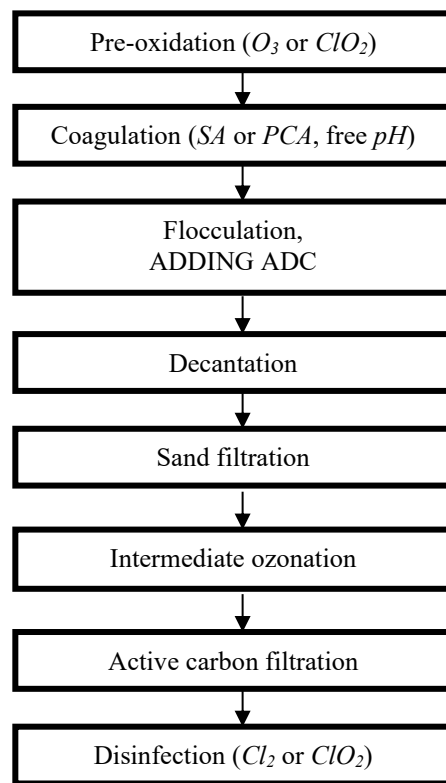 Pre-oxidation (O₃ or ClO₂)
Coagulation (SA or PCA, free pH)
Flocculation,
ADDING ADC
Decantation
Sand filtration
Intermediate ozonation
Active carbon filtration
Disinfection (Cl₂ or ClO₂)